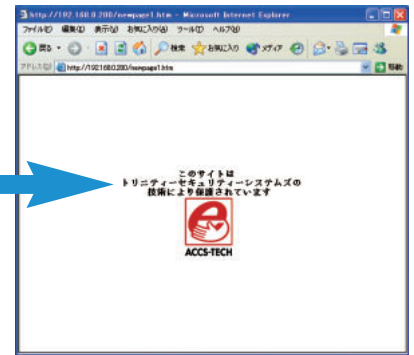 http://192.168.0.200/newpage1.htm - Microsoft Internet Explorer
ファイル(F) 編集(E) 表示(V) お気に入り(A) ツール(T) ヘルプ(H)
戻る 検索 お気に入り メディア
アドレス(D) http://192.168.0.200/newpage1.htm 移動
このサイトは
トリニティーセキュリティーシステムズの
技術により保護されています
ACCS-TECH